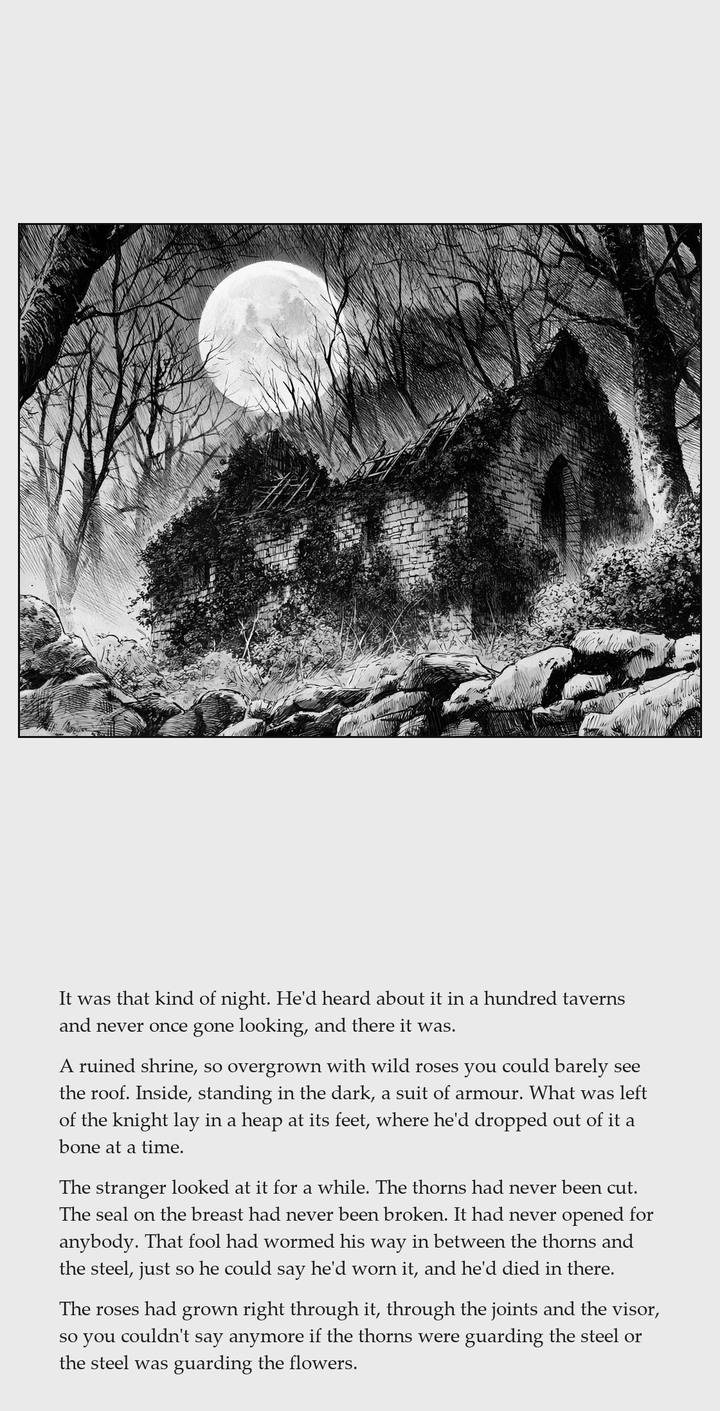 It was that kind of night. He'd heard about it in a hundred taverns
and never once gone looking, and there it was.
A ruined shrine, so overgrown with wild roses you could barely see
the roof. Inside, standing in the dark, a suit of armour. What was left
of the knight lay in a heap at its feet, where he'd dropped out of it a
bone at a time.
The stranger looked at it for a while. The thorns had never been cut.
The seal on the breast had never been broken. It had never opened for
anybody. That fool had wormed his way in between the thorns and
the steel, just so he could say he'd worn it, and he'd died in there.
The roses had grown right through it, through the joints and the visor,
so you couldn't say anymore if the thorns were guarding the steel or
the steel was guarding the flowers.